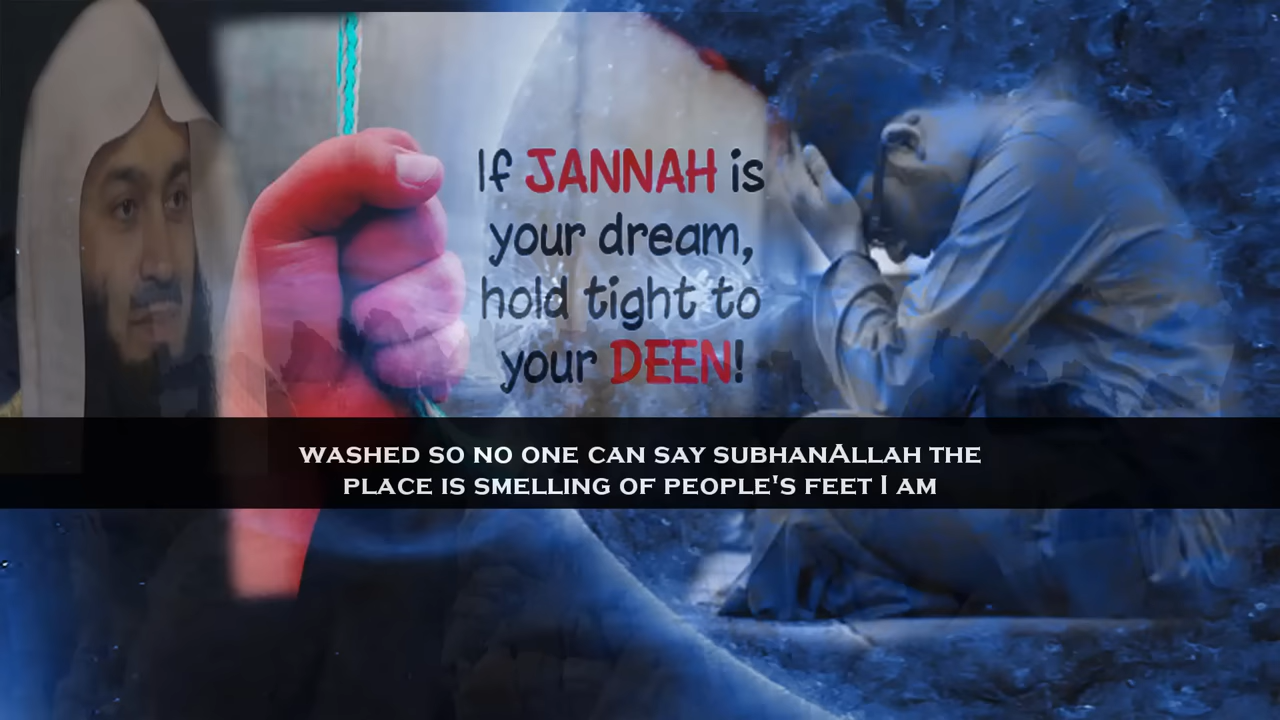 If JANNAH is
your dream,
hold tight to
your DEEN!
WASHED SO NO ONE CAN SAY SUBHANALLAH THE
PLACE IS SMELLING OF PEOPLE'S FEET I AM